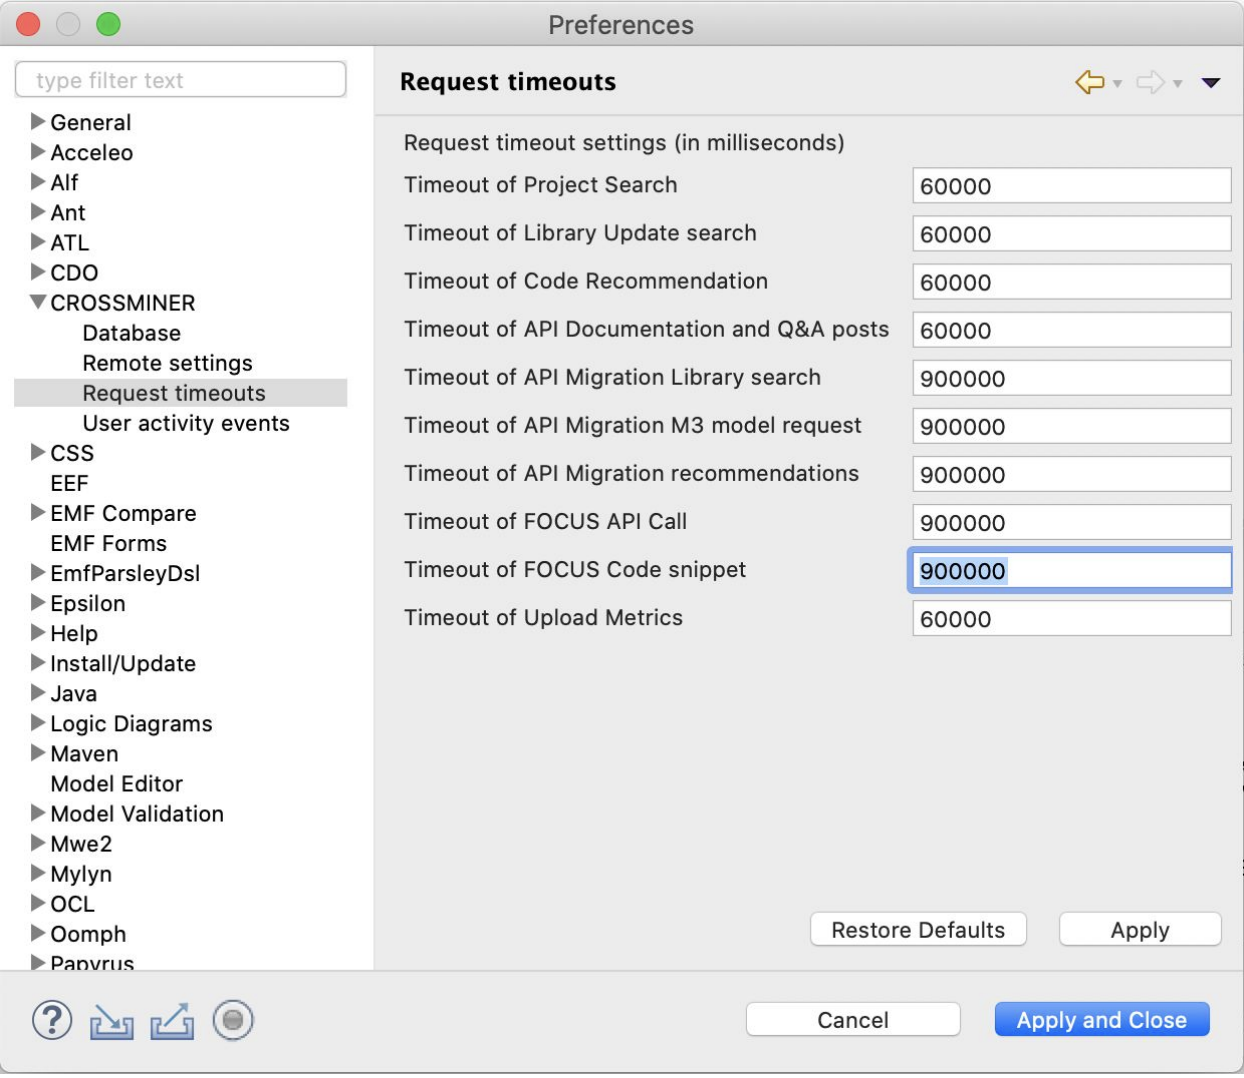 Preferences
type filter text
General
Acceleo
Alf
Ant
ATL
CDO
CROSSMINER
Database
Remote settings
Request timeouts
User activity events
CSS
EEF
EMF Compare
EMF Forms
EmfParsleyDsl
Epsilon
Help
Install/Update
Java
Logic Diagrams
Maven
Model Editor
Model Validation
Mwe2
Mylyn
OCL
Oomph
Papyrus
Request timeouts
Request timeout settings (in milliseconds)
Timeout of Project Search 60000
Timeout of Library Update search 60000
Timeout of Code Recommendation 60000
Timeout of API Documentation and Q&A posts 60000
Timeout of API Migration Library search 900000
Timeout of API Migration M3 model request 900000
Timeout of API Migration recommendations 900000
Timeout of FOCUS API Call 900000
Timeout of FOCUS Code snippet 900000
Timeout of Upload Metrics 60000
Restore Defaults Apply
? Cancel Apply and Close